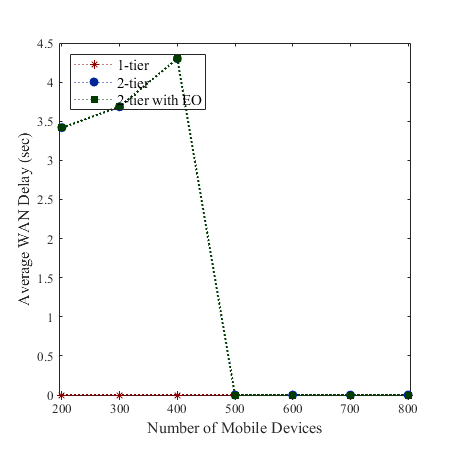 1-tier
2-tier
2-tier with EO
4.5
4
3.5
3
2.5
2
1.5
1
0.5
0
200 300 400 500 600 700 800
Average WAN Delay (sec)
Number of Mobile Devices